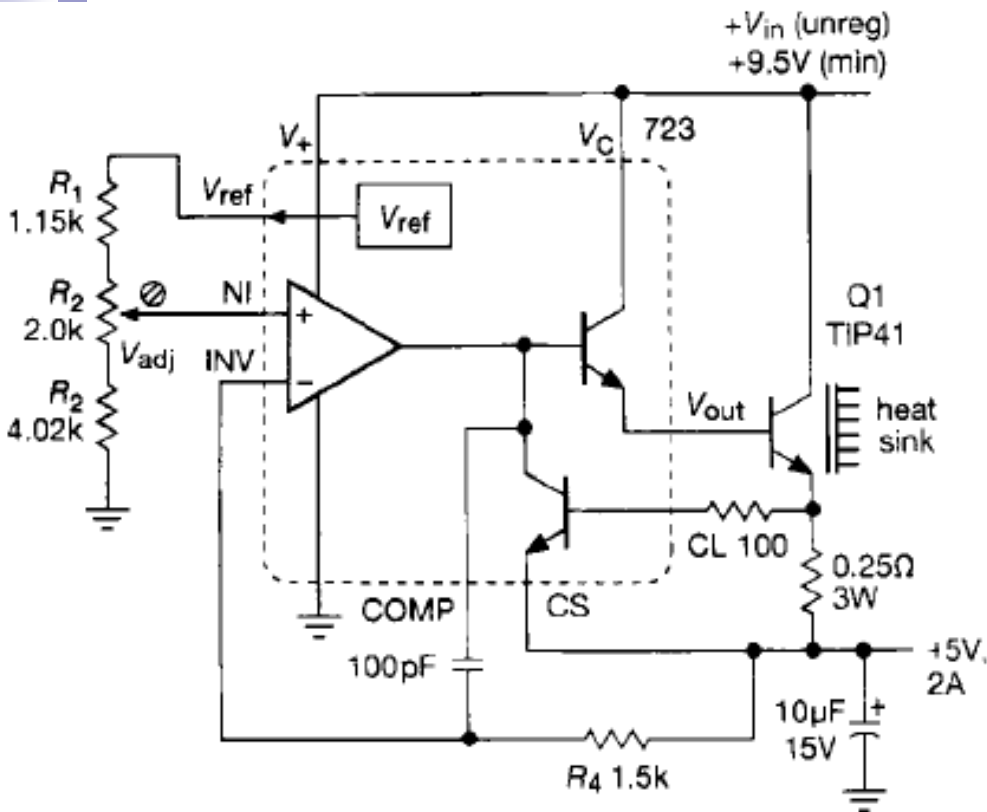 +Vin (unreg)
+9.5V (min)
V+
VC
723
R1
1.15k
Vref
Vref
R2
2.0k
NI
+
Vadj
INV
−
R2
4.02k
Q1
TIP41
Vout
heat
sink
CL 100
0.25Ω
3W
COMP
CS
100pF
+5V,
2A
10µF
+
15V
R4 1.5k